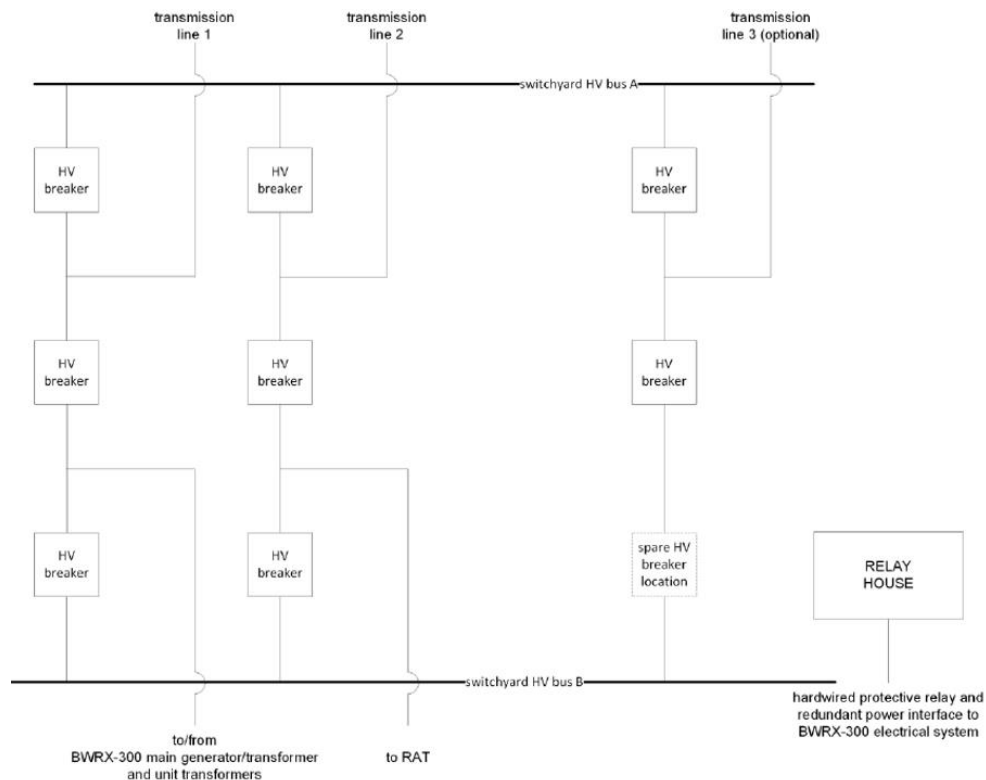 transmission
line 1
transmission
line 2
transmission
line 3 (optional)
switchyard HV bus A
HV
breaker
HV
breaker
HV
breaker
HV
breaker
HV
breaker
HV
breaker
HV
breaker
HV
breaker
spare HV
breaker
location
RELAY
HOUSE
switchyard HV bus B
hardwired protective relay and
redundant power interface to
BWRX-300 electrical system
to/from
BWRX-300 main generator/transformer
and unit transformers
to RAT